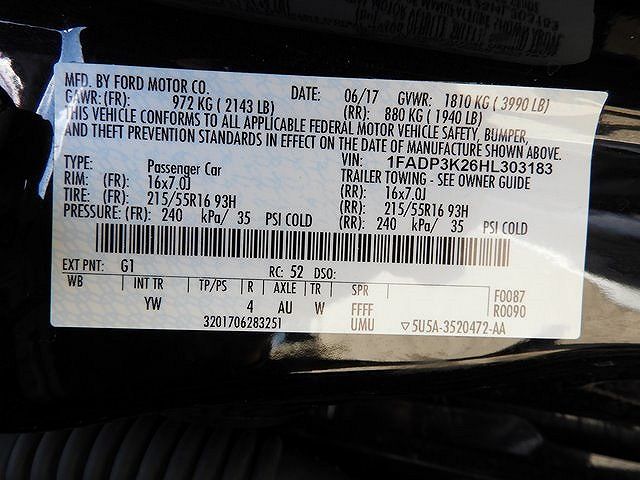 MFD. BY FORD MOTOR CO. DATE: 06/17 GVWR: 1810 KG ( 3990 LB)
GAWR: (FR): 972 KG ( 2143 LB) (RR): 880 KG ( 1940 LB)
THIS VEHICLE CONFORMS TO ALL APPLICABLE FEDERAL MOTOR VEHICLE SAFETY, BUMPER,
AND THEFT PREVENTION STANDARDS IN EFFECT ON THE DATE OF MANUFACTURE SHOWN ABOVE.
VIN: 1FADP3K26HL303183
TYPE: Passenger Car TRAILER TOWING - SEE OWNER GUIDE
RIM: (FR): 16x7.0J (RR): 16x7.0J
TIRE: (FR): 215/55R16 93H (RR): 215/55R16 93H
PRESSURE: (FR): 240 kPa/ 35 PSI COLD (RR): 240 kPa/ 35 PSI COLD
EXT PNT: G1 RC: 52 DSO:
WB INT TR TP/PS R AXLE TR SPR F0087
YW 4 AU W FFFF R0090
3201706283251 UMU ▽5U5A-3520472-AA